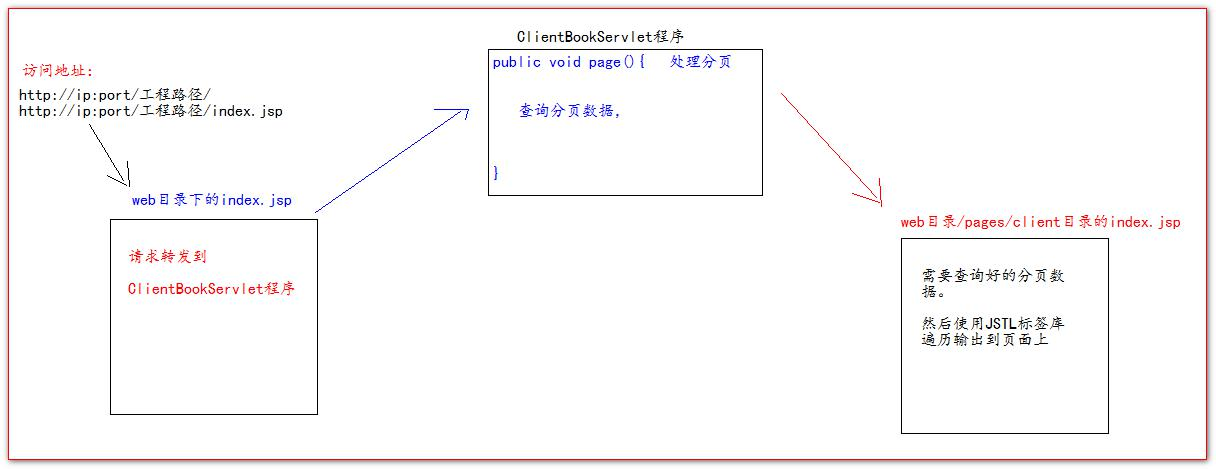 ClientBookServlet程序
访问地址:
http://ip:port/工程路径/
http://ip:port/工程路径/index.jsp
public void page(){ 处理分页
查询分页数据，
}
web目录下的index.jsp
请求转发到
ClientBookServlet程序
web目录/pages/client目录的index.jsp
需要查询好的分页数
据。
然后使用JSTL标签库
遍历输出到页面上